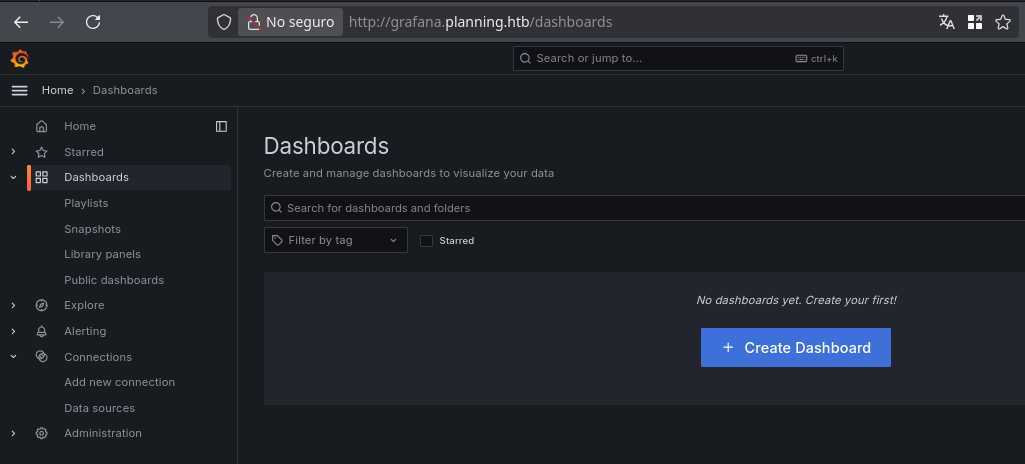 No seguro http://grafana.planning.htb/dashboards
Search or jump to... ctrl+k
Home › Dashboards
Home
Starred
Dashboards
Playlists
Snapshots
Library panels
Public dashboards
Explore
Alerting
Connections
Add new connection
Data sources
Administration
Dashboards
Create and manage dashboards to visualize your data
Search for dashboards and folders
Filter by tag Starred
No dashboards yet. Create your first!
+ Create Dashboard